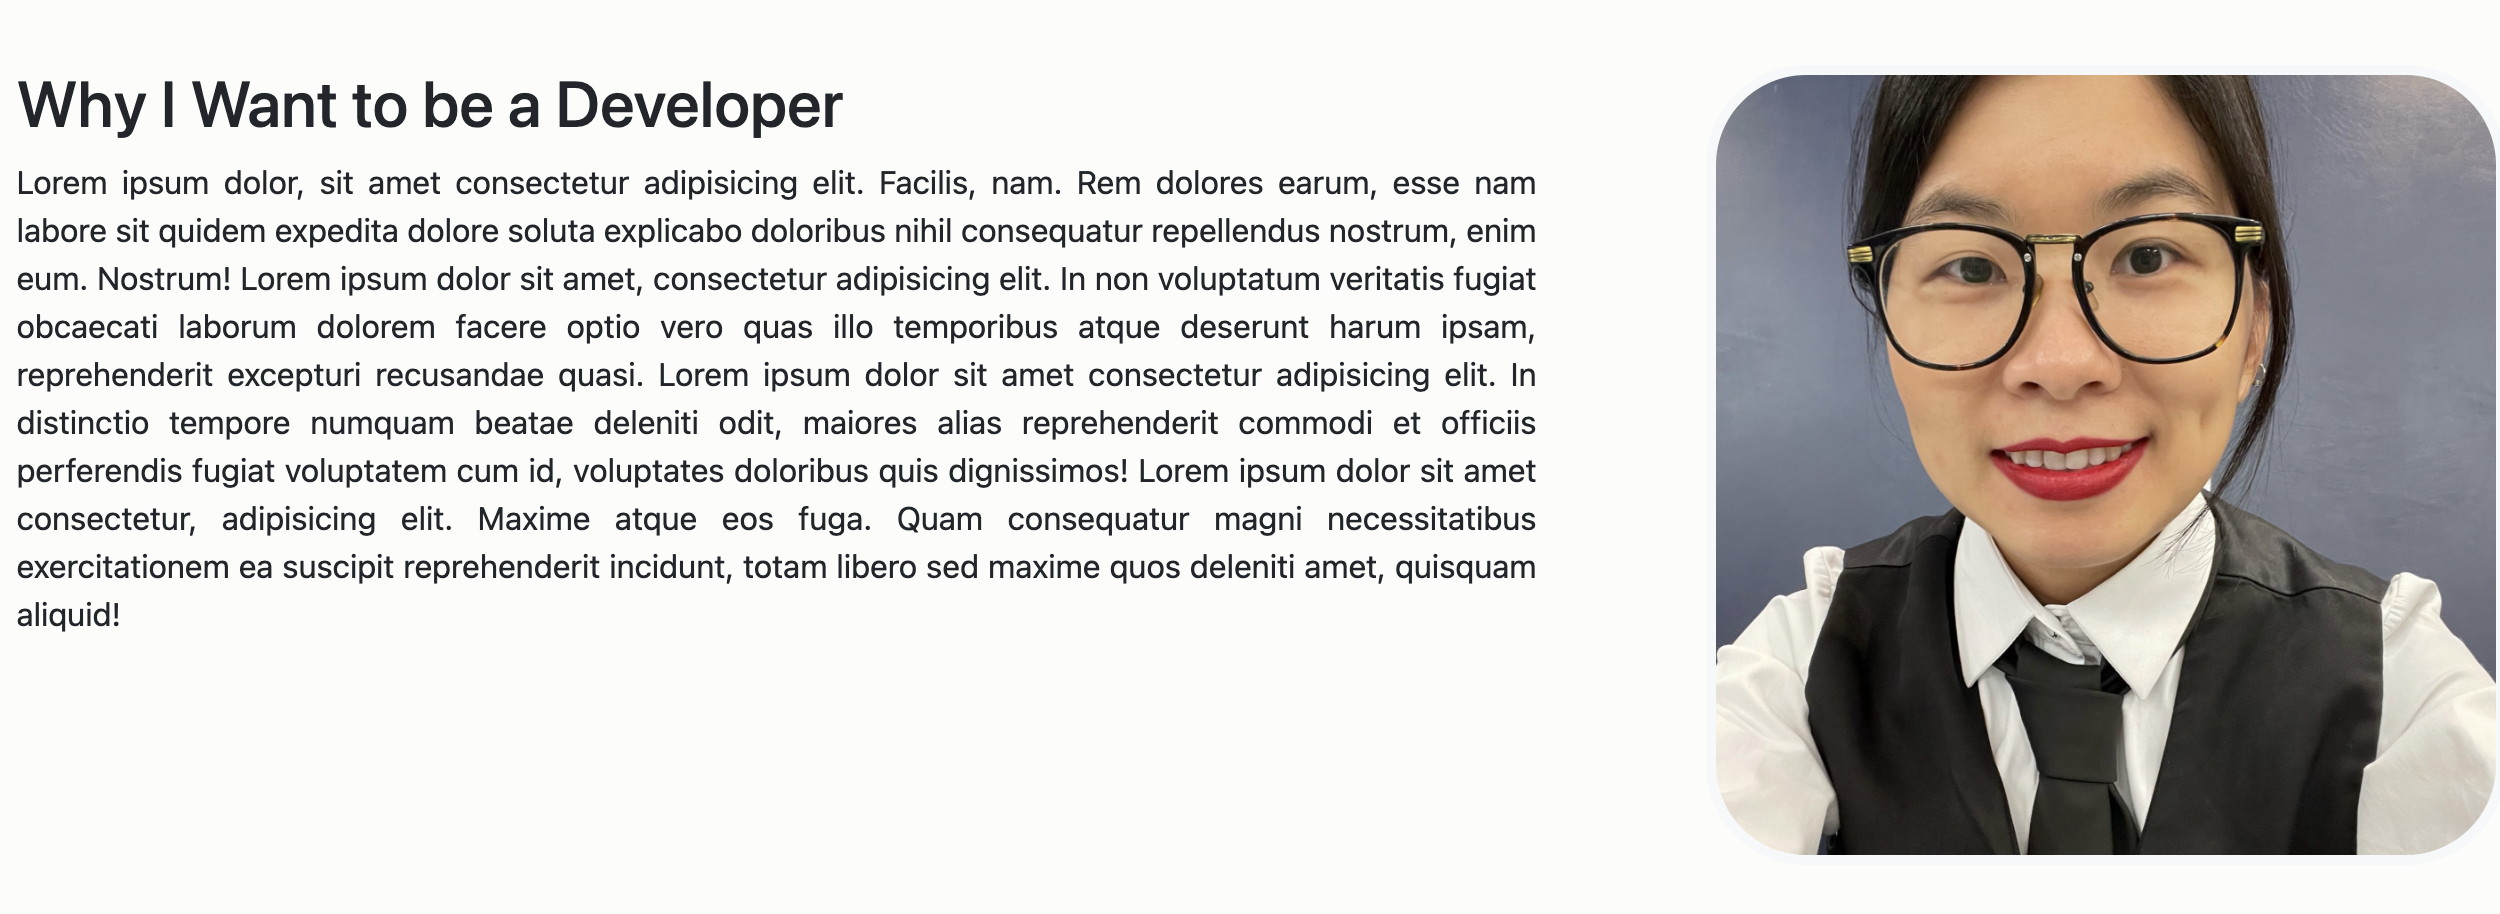 Why I Want to be a Developer
Lorem ipsum dolor, sit amet consectetur adipisicing elit. Facilis, nam. Rem dolores earum, esse nam
labore sit quidem expedita dolore soluta explicabo doloribus nihil consequatur repellendus nostrum, enim
eum. Nostrum! Lorem ipsum dolor sit amet, consectetur adipisicing elit. In non voluptatum veritatis fugiat
obcaecati laborum dolorem facere optio vero quas illo temporibus atque deserunt harum ipsam,
reprehenderit excepturi recusandae quasi. Lorem ipsum dolor sit amet consectetur adipisicing elit. In
distinctio tempore numquam beatae deleniti odit, maiores alias reprehenderit commodi et officiis
perferendis fugiat voluptatem cum id, voluptates doloribus quis dignissimos! Lorem ipsum dolor sit amet
consectetur, adipisicing elit. Maxime atque eos fuga. Quam consequatur magni necessitatibus
exercitationem ea suscipit reprehenderit incidunt, totam libero sed maxime quos deleniti amet, quisquam
aliquid!